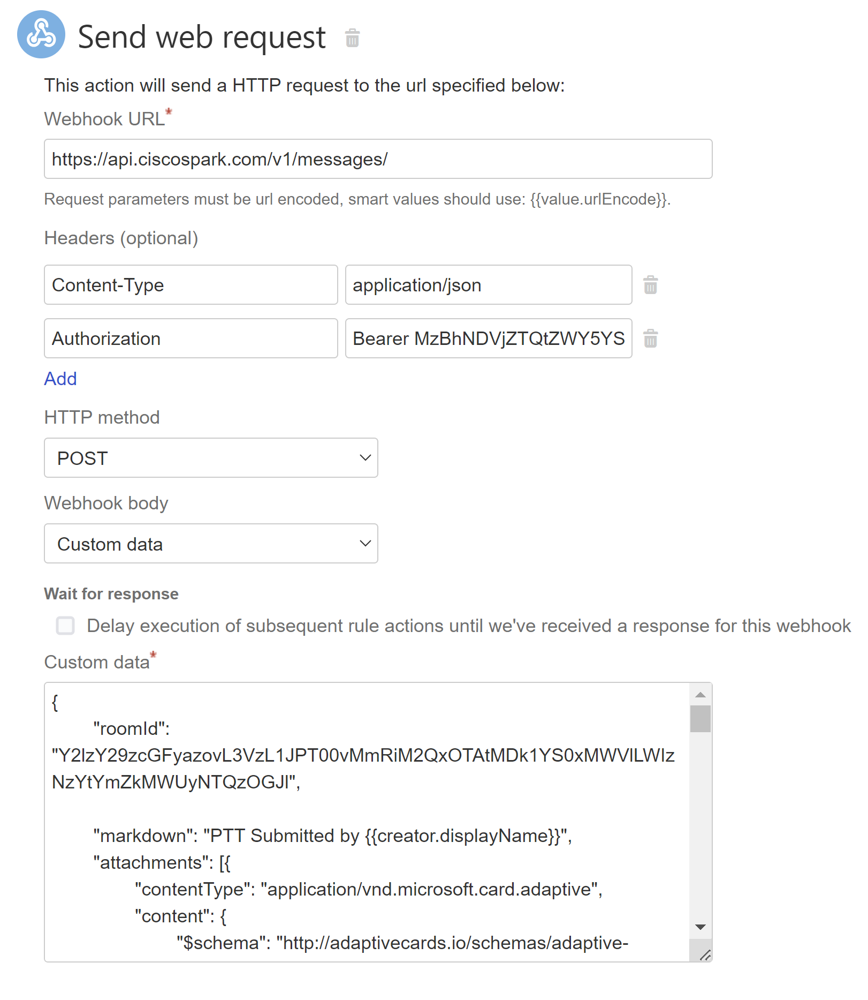 Send web request
This action will send a HTTP request to the url specified below:
Webhook URL*
https://api.ciscospark.com/v1/messages/
Request parameters must be url encoded, smart values should use: {{value.urlEncode}}.
Headers (optional)
Content-Type application/json
Authorization Bearer MzBhNDVjZTQtZWY5YS
Add
HTTP method
POST
Webhook body
Custom data
Wait for response
Delay execution of subsequent rule actions until we've received a response for this webhook
Custom data*
{
"roomId":
"Y2lzY29zcGFyazovL3VzL1JPT00vMmRiM2QxOTAtMDk1YS0xMWVlLWIz
NzYtYmZkMWUyNTQzOGJl",
"markdown": "PTT Submitted by {{creator.displayName}}",
"attachments": [{
"contentType": "application/vnd.microsoft.card.adaptive",
"content": {
"$schema": "http://adaptivecards.io/schemas/adaptive-